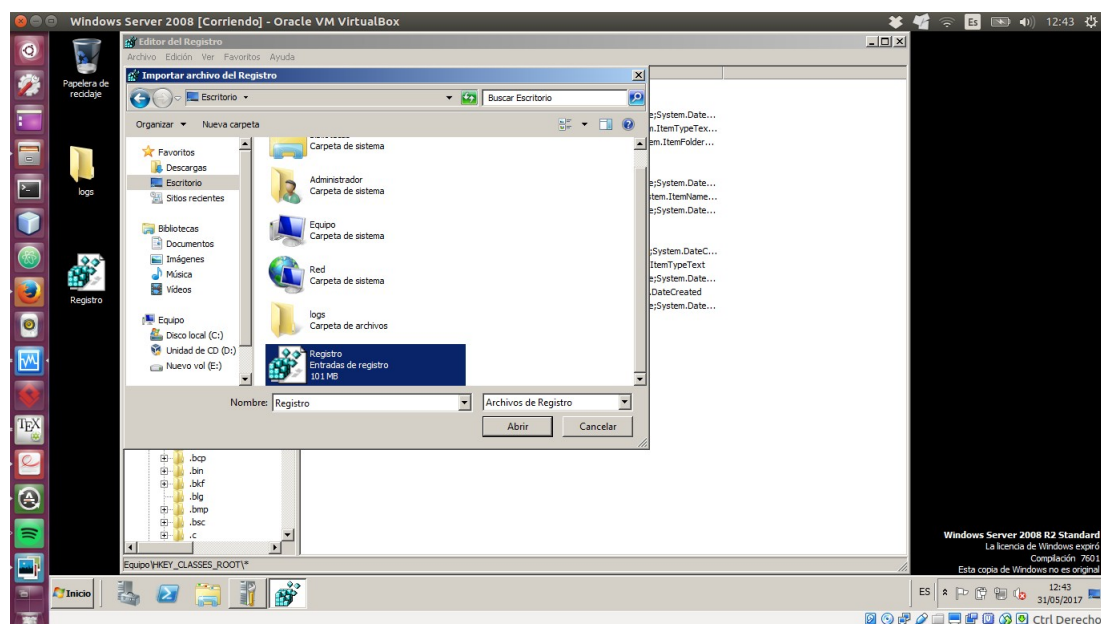 Windows Server 2008 [Corriendo] - Oracle VM VirtualBox
Es
12:43
Papelera de
reciclaje
logs
Registro
Editor del Registro
Archivo Edición Ver Favoritos Ayuda
Importar archivo del Registro
Escritorio
Buscar Escritorio
Organizar
Nueva carpeta
Favoritos
Descargas
Escritorio
Sitios recientes
Bibliotecas
Documentos
Imágenes
Música
Vídeos
Equipo
Disco local (C:)
Unidad de CD (D:)
Nuevo vol (E:)
Carpeta de sistema
Administrador
Carpeta de sistema
Equipo
Carpeta de sistema
Red
Carpeta de sistema
logs
Carpeta de archivos
Registro
Entradas de registro
101 MB
Nombre:
Registro
Archivos de Registro
Abrir
Cancelar
e;System.Date...
n.ItemTypeTex...
em.ItemFolder...
e;System.Date...
stem.ItemName...
e;System.Date...
;System.DateC...
ItemTypeText
e;System.Date...
.DateCreated
e;System.Date...
.bcp
.bin
.bkf
.blg
.bmp
.bsc
.c
Equipo\HKEY_CLASSES_ROOT\*
TEX
Windows Server 2008 R2 Standard
La licencia de Windows expiró
Compilación 7601
Esta copia de Windows no es original
Inicio
ES
12:43
31/05/2017
Ctrl Derecho